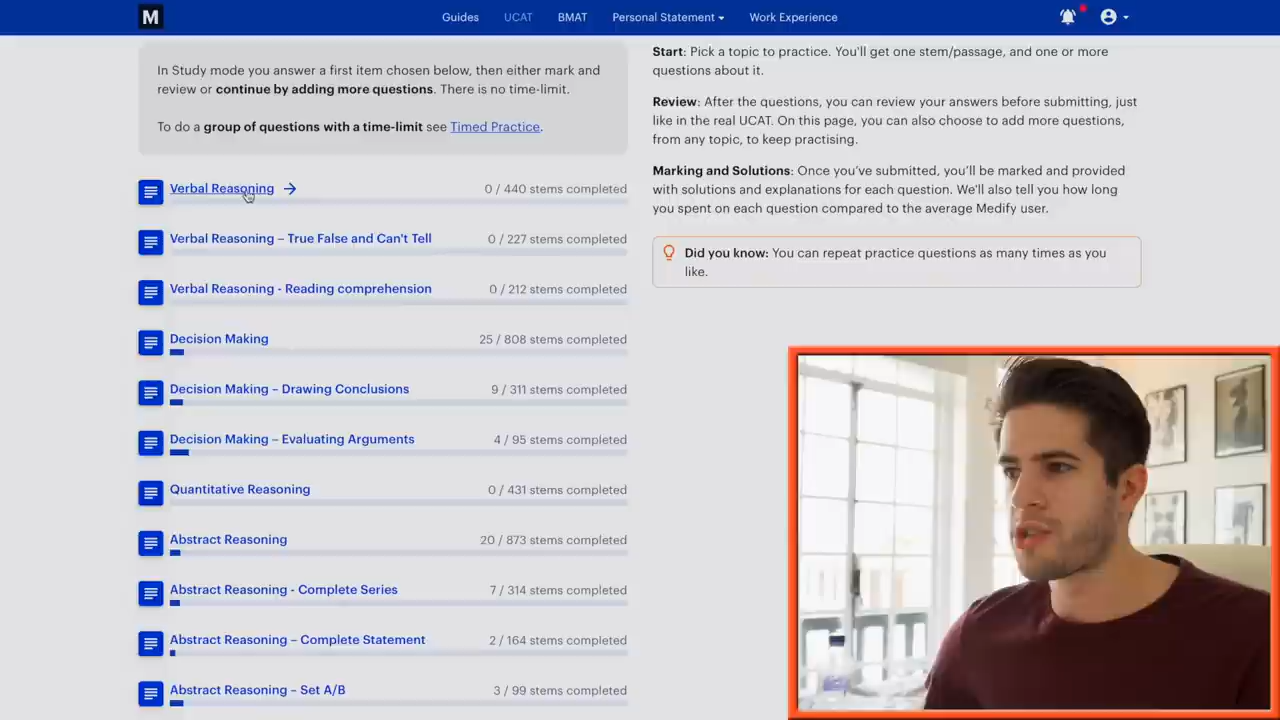 M
Guides
UCAT
BMAT
Personal Statement
Work Experience
In Study mode you answer a first item chosen below, then either mark and
review or continue by adding more questions. There is no time-limit.
To do a group of questions with a time-limit see Timed Practice.
Verbal Reasoning → 0 / 440 stems completed
Verbal Reasoning – True False and Can't Tell 0 / 227 stems completed
Verbal Reasoning - Reading comprehension 0 / 212 stems completed
Decision Making 25 / 808 stems completed
Decision Making – Drawing Conclusions 9 / 311 stems completed
Decision Making – Evaluating Arguments 4 / 95 stems completed
Quantitative Reasoning 0 / 431 stems completed
Abstract Reasoning 20 / 873 stems completed
Abstract Reasoning - Complete Series 7 / 314 stems completed
Abstract Reasoning – Complete Statement 2 / 164 stems completed
Abstract Reasoning – Set A/B 3 / 99 stems completed
Start: Pick a topic to practice. You'll get one stem/passage, and one or more
questions about it.
Review: After the questions, you can review your answers before submitting, just
like in the real UCAT. On this page, you can also choose to add more questions,
from any topic, to keep practising.
Marking and Solutions: Once you've submitted, you'll be marked and provided
with solutions and explanations for each question. We'll also tell you how long
you spent on each question compared to the average Medify user.
Did you know: You can repeat practice questions as many times as you
like.